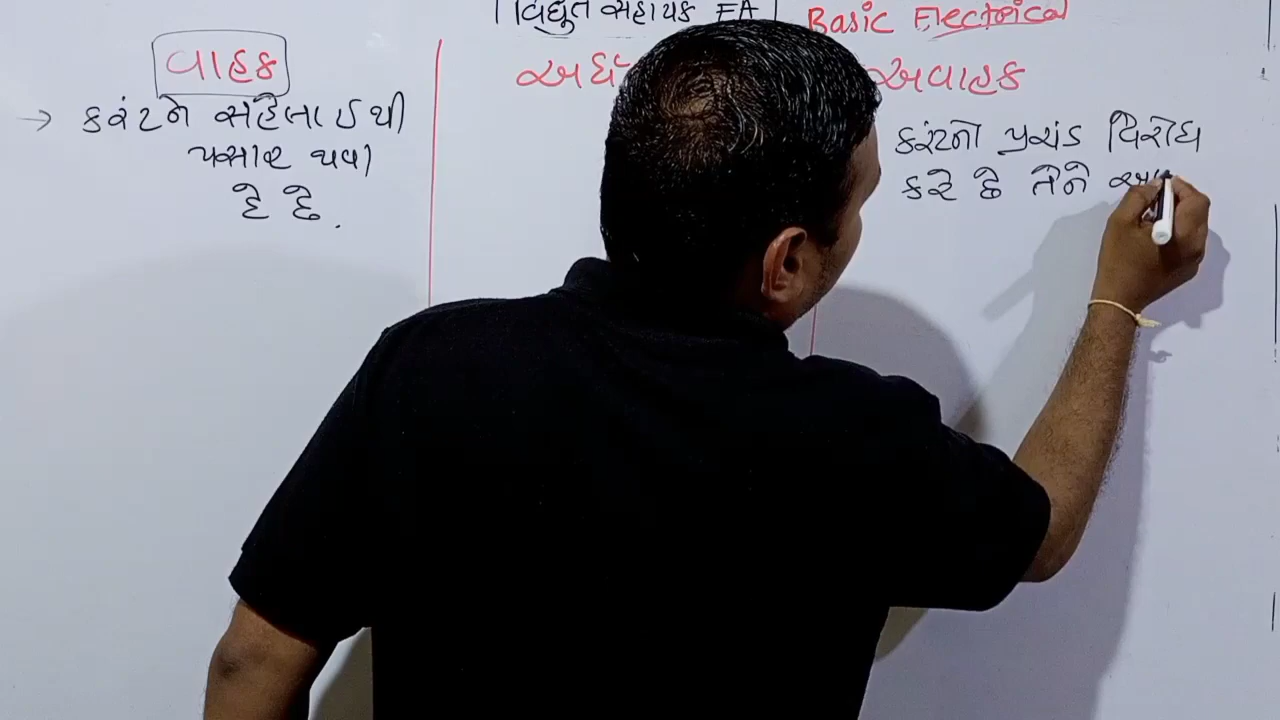 વિદ્યુત સહાયક EA
Basic Electrical
વાહક
→ કરંટને સહેલાઈથી
પસાર થવા
દે છે.
અવાહક
કરંટનો પ્રચંડ વિરોધ
કરે છે તેને